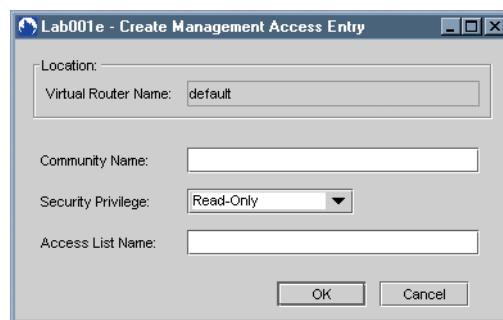 Lab001e - Create Management Access Entry
Location:
Virtual Router Name: default
Community Name:
Security Privilege: Read-Only
Access List Name:
OK Cancel